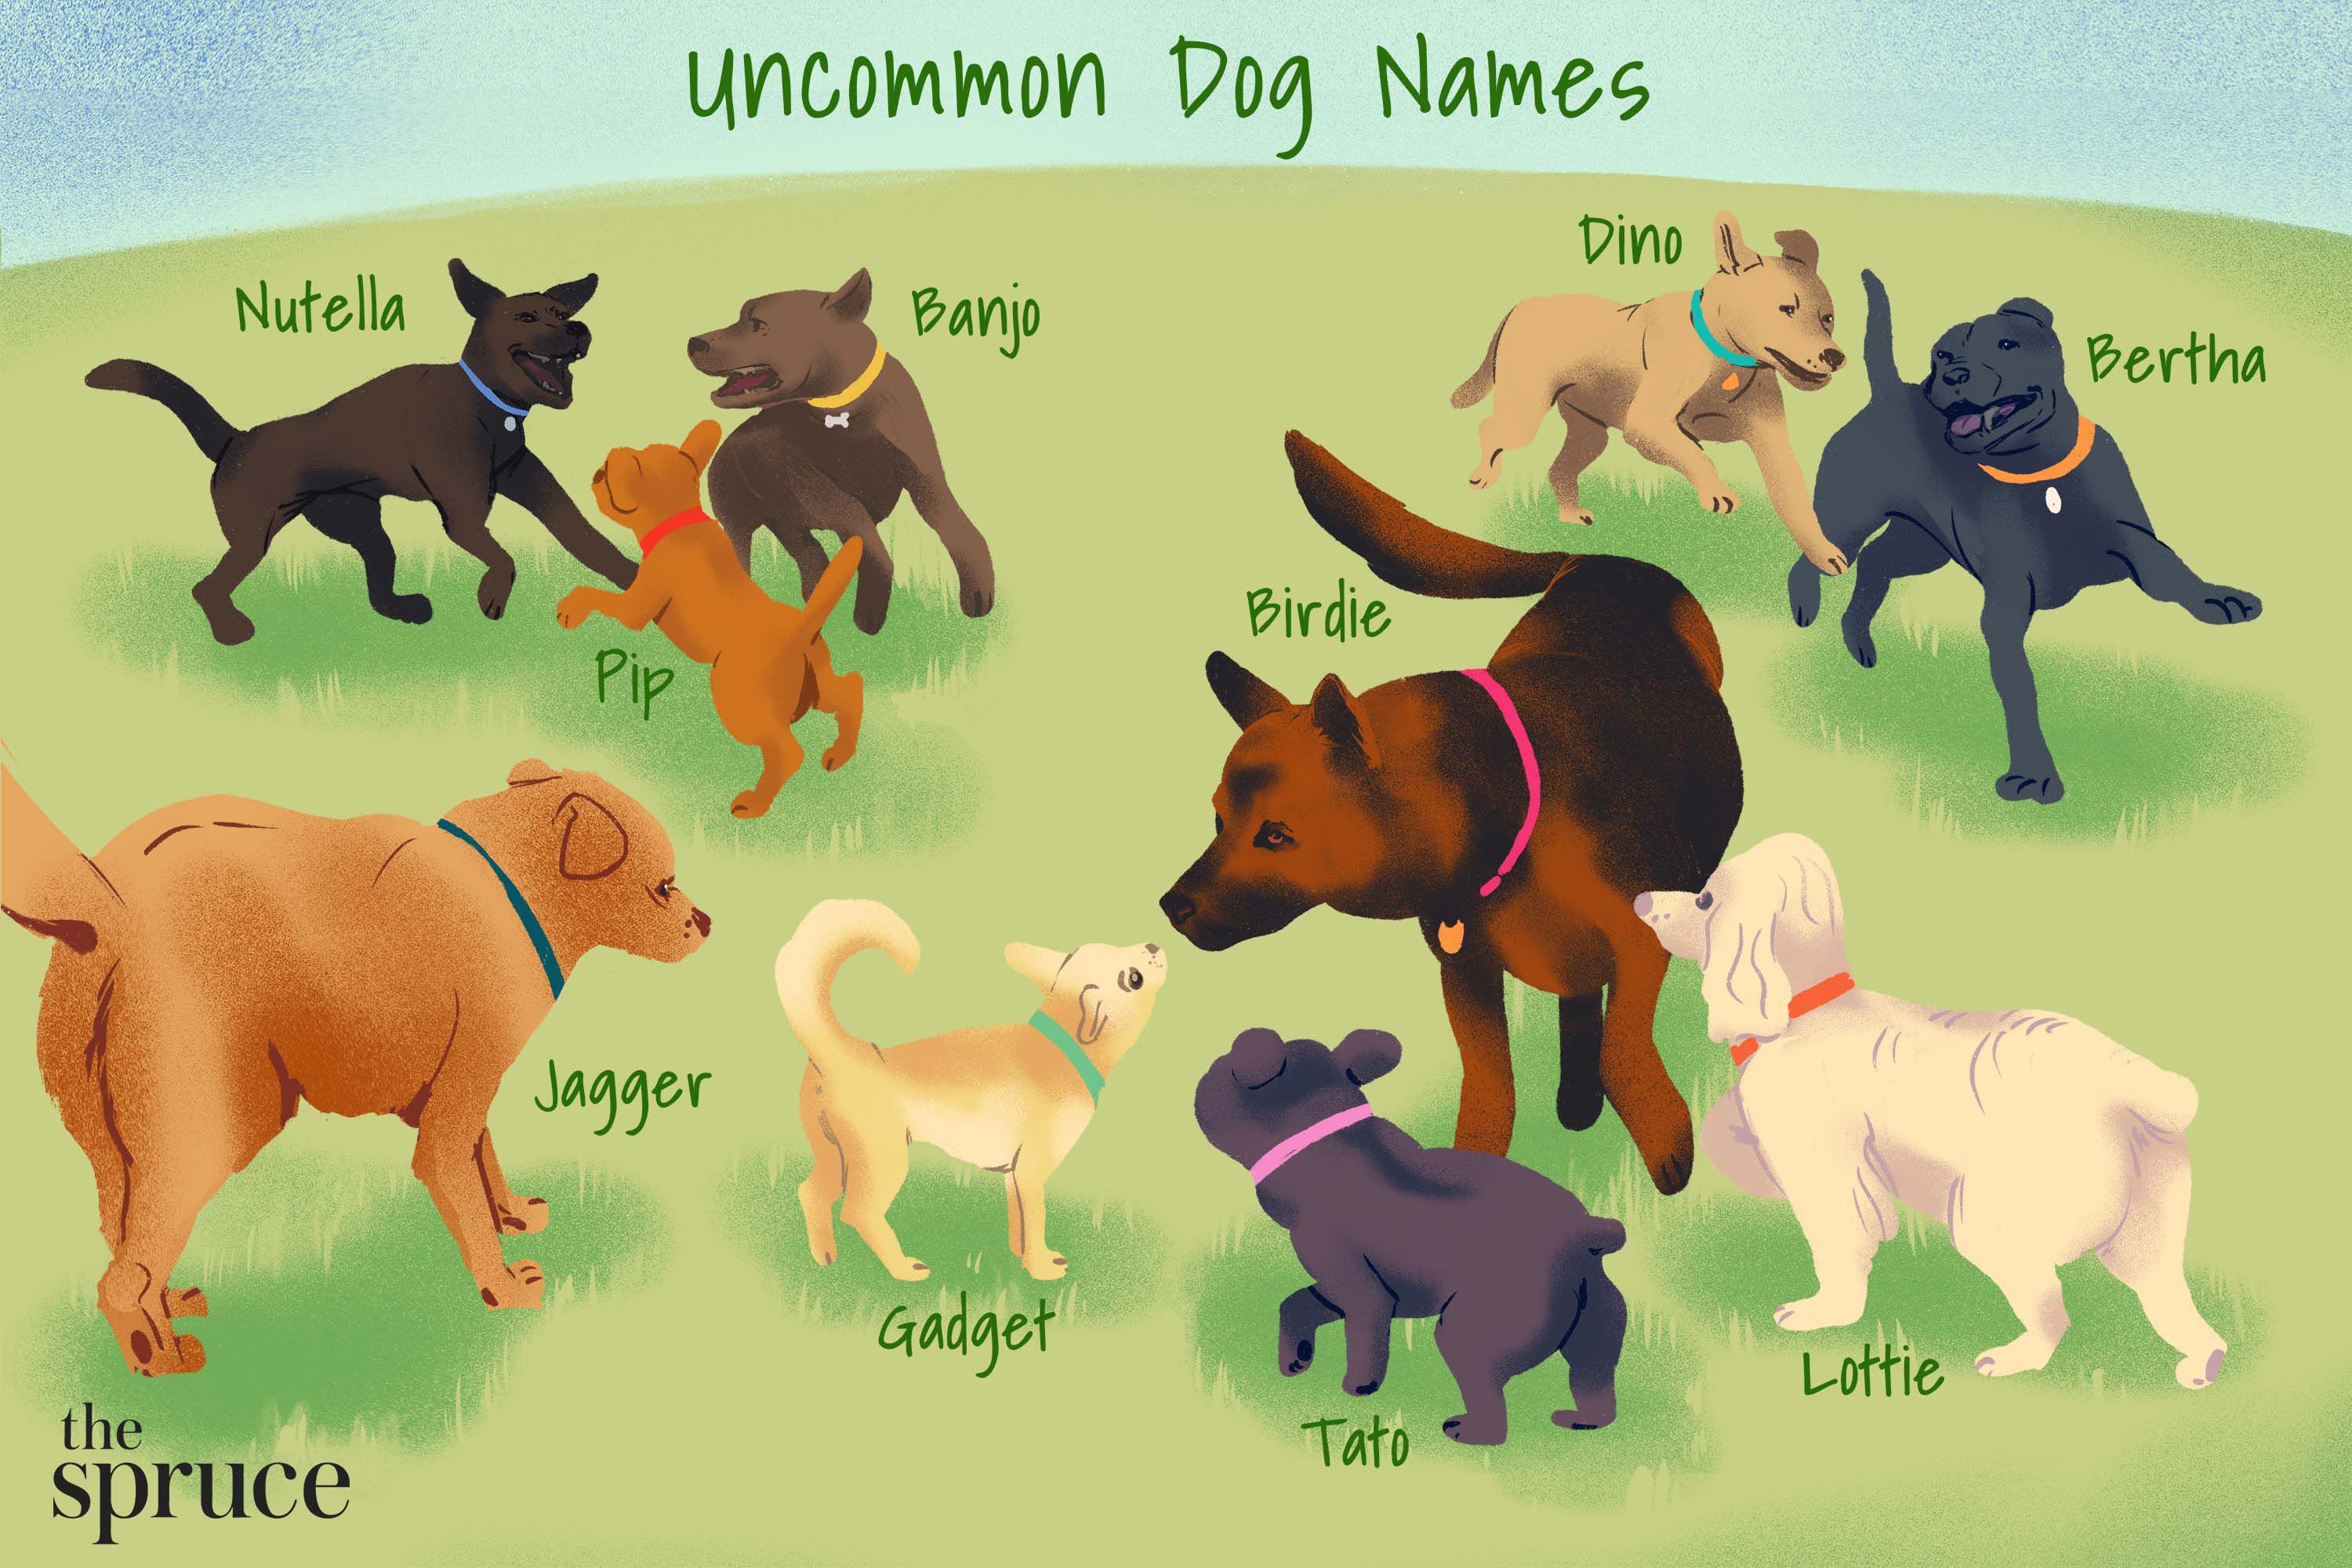 Uncommon Dog Names
Nutella
Banjo
Dino
Bertha
Pip
Birdie
Jagger
Gadget
Tato
Lottie
the
spruce